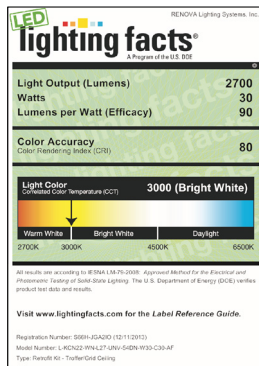 RENOVA Lighting Systems, Inc.
LED
lighting facts®
A Program of the U.S. DOE
Light Output (Lumens) 2700
Watts 30
Lumens per Watt (Efficacy) 90
Color Accuracy
Color Rendering Index (CRI) 80
Light Color
Correlated Color Temperature (CCT)
3000 (Bright White)
Warm White Bright White Daylight
2700K 3000K 4500K 6500K
All results are according to IESNA LM-79-2008: Approved Method for the Electrical and
Photometric Testing of Solid-State Lighting. The U.S. Department of Energy (DOE) verifies
product test data and results.
Visit www.lightingfacts.com for the Label Reference Guide.
Registration Number: S66H-JGA2IO (12/11/2013)
Model Number: L-KCN22-WN-L27-UNV-54DN-W30-C30-AF
Type: Retrofit Kit - Troffer/Grid Ceiling